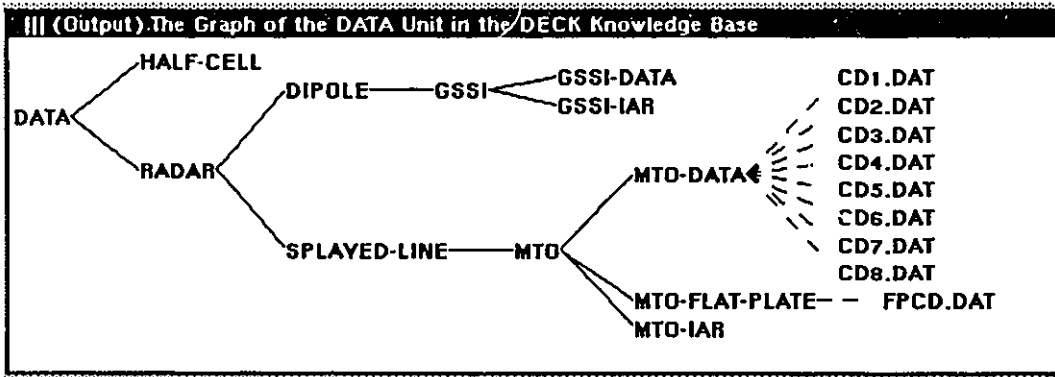 (Output) The Graph of the DATA Unit in the DECK Knowledge Base
HALF-CELL
DATA
RADAR
DIPOLE
GSSI
GSSI-DATA
GSSI-IAR
SPLAYED-LINE
MTO
MTO-DATA
CD1.DAT
CD2.DAT
CD3.DAT
CD4.DAT
CD5.DAT
CD6.DAT
CD7.DAT
CD8.DAT
MTO-FLAT-PLATE
FPCD.DAT
MTO-IAR